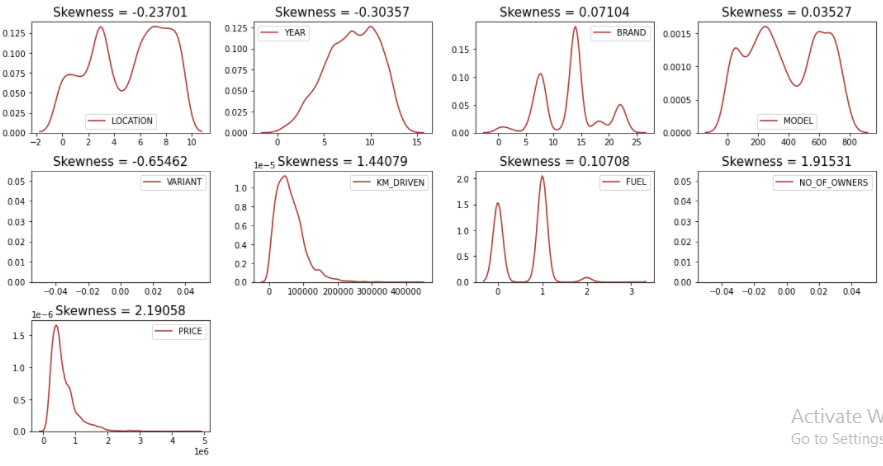 Skewness = -0.23701
0.125
0.100
0.075
0.050
0.025
0.000
−2 0 2 4 6 8 10
LOCATION
Skewness = -0.30357
0.125
0.100
0.075
0.050
0.025
0.000
0 5 10 15
YEAR
Skewness = 0.07104
0.15
0.10
0.05
0.00
0 5 10 15 20 25
BRAND
Skewness = 0.03527
0.0015
0.0010
0.0005
0.0000
0 200 400 600 800
MODEL
Skewness = -0.65462
0.05
0.04
0.03
0.02
0.01
0.00
−0.04 −0.02 0.00 0.02 0.04
VARIANT
1e−5 Skewness = 1.44079
1.0
0.8
0.6
0.4
0.2
0.0
0 100000 200000 300000 400000
KM_DRIVEN
Skewness = 0.10708
2.0
1.5
1.0
0.5
0.0
0 1 2 3
FUEL
Skewness = 1.91531
0.05
0.04
0.03
0.02
0.01
0.00
−0.04 −0.02 0.00 0.02 0.04
NO_OF_OWNERS
1e−6 Skewness = 2.19058
1.5
1.0
0.5
0.0
0 1 2 3 4 5
1e6
PRICE
Activate W
Go to Settings